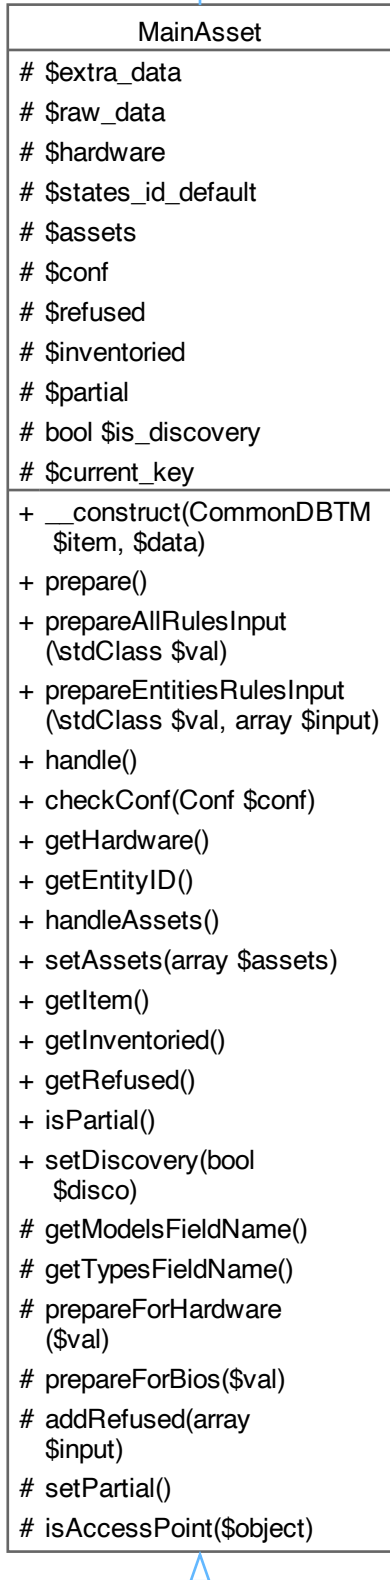 MainAsset
# $extra_data
# $raw_data
# $hardware
# $states_id_default
# $assets
# $conf
# $refused
# $inventoried
# $partial
# bool $is_discovery
# $current_key
+ __construct(CommonDBTM
$item, $data)
+ prepare()
+ prepareAllRulesInput
(\stdClass $val)
+ prepareEntitiesRulesInput
(\stdClass $val, array $input)
+ handle()
+ checkConf(Conf $conf)
+ getHardware()
+ getEntityID()
+ handleAssets()
+ setAssets(array $assets)
+ getItem()
+ getInventoried()
+ getRefused()
+ isPartial()
+ setDiscovery(bool
$disco)
# getModelsFieldName()
# getTypesFieldName()
# prepareForHardware
($val)
# prepareForBios($val)
# addRefused(array
$input)
# setPartial()
# isAccessPoint($object)